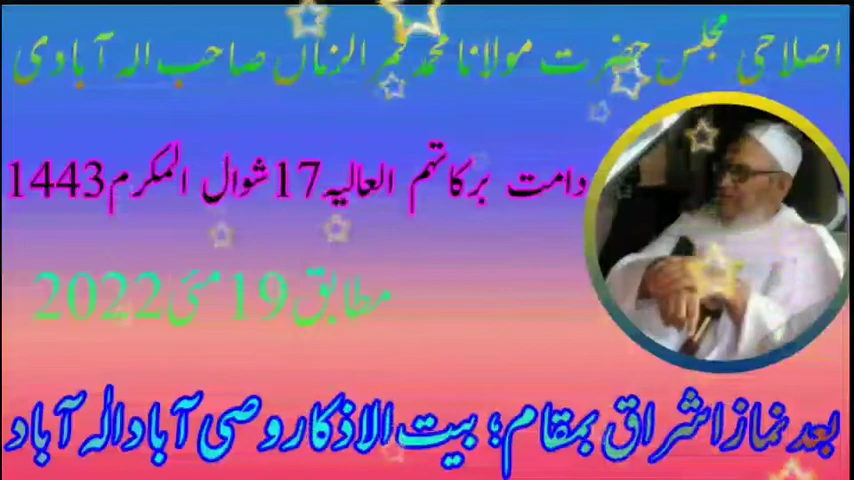 اصلاحی مجلس حضرت مولانا محمد قمر الزماں صاحب الہ آبادی
دامت برکاتہم العالیہ 17 شوال المکرم 1443
مطابق 19 مئی 2022
بعد نماز اشراق بمقام؛ بیت الاذکار وصی آباد الٰہ آباد